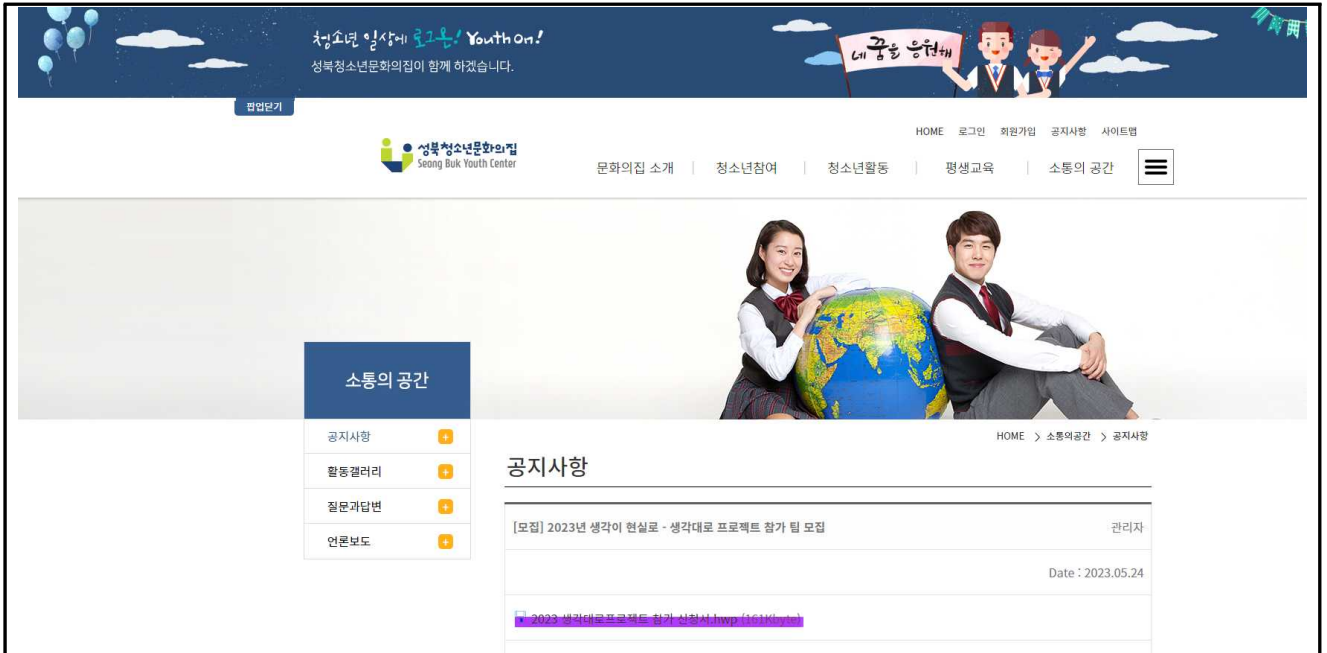 청소년 일상에 로그온! Youth on!
성북청소년문화의집이 함께 하겠습니다.
네 꿈을 응원해
팝업닫기
HOME 로그인 회원가입 공지사항 사이트맵
성북청소년문화의집
Seong Buk Youth Center
문화의집 소개 | 청소년참여 | 청소년활동 | 평생교육 | 소통의 공간
소통의 공간
공지사항
활동갤러리
질문과답변
언론보도
HOME > 소통의공간 > 공지사항
공지사항
[모집] 2023년 생각이 현실로 - 생각대로 프로젝트 참가 팀 모집 관리자
Date : 2023.05.24
2023 생각대로프로젝트 참가 신청서.hwp (161Kbyte)